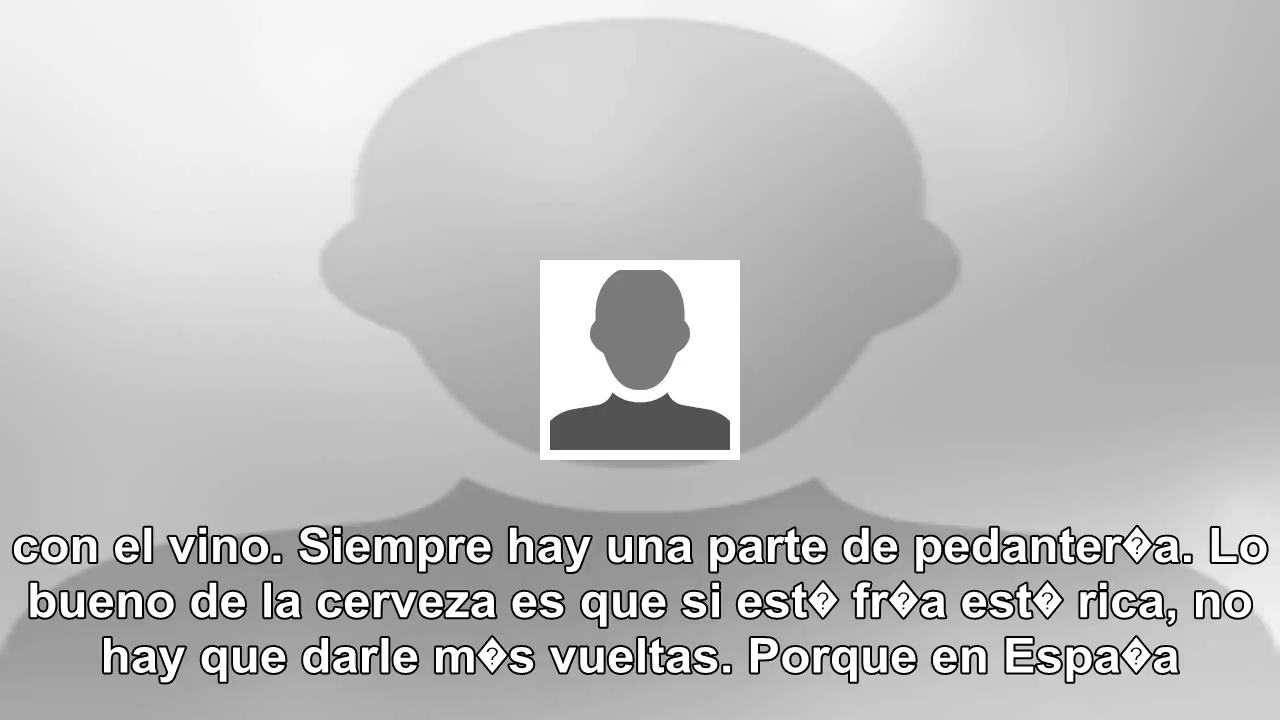 con el vino. Siempre hay una parte de pedanter�a. Lo
bueno de la cerveza es que si est� fr�a est� rica, no
hay que darle m�s vueltas. Porque en Espa�a